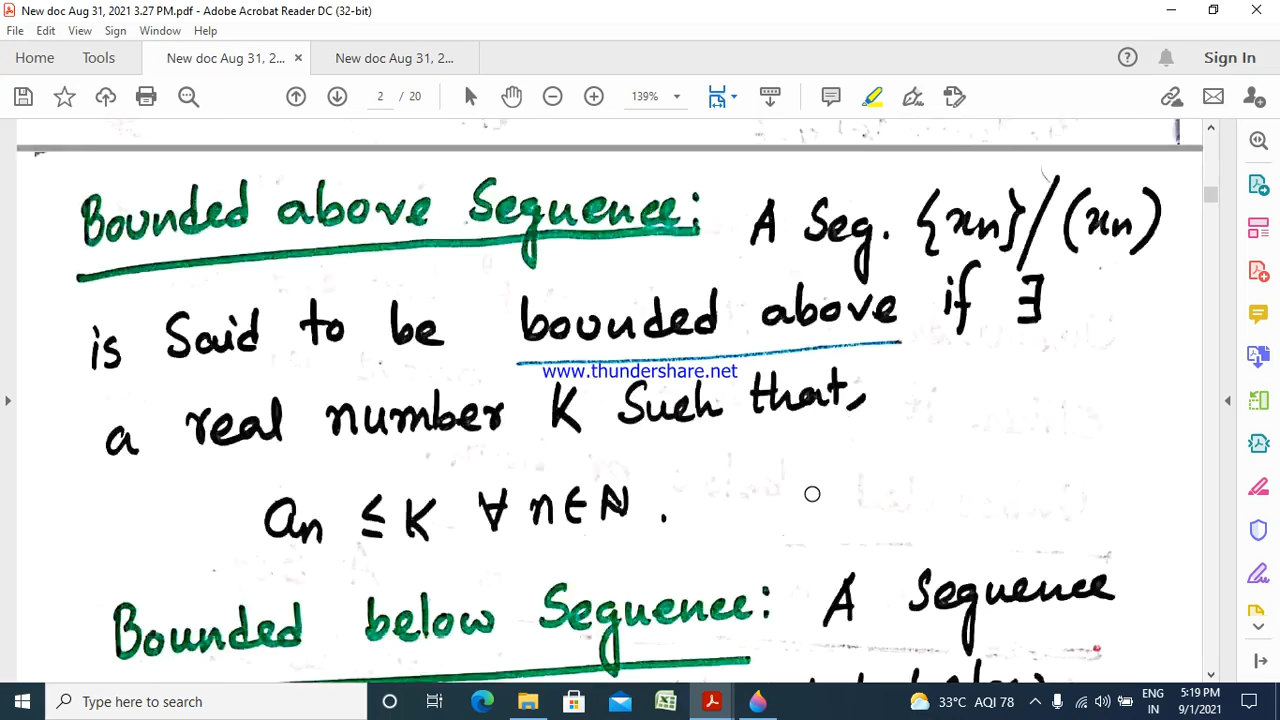 New doc Aug 31, 2021 3.27 PM.pdf - Adobe Acrobat Reader DC (32-bit)
File Edit View Sign Window Help
Home Tools New doc Aug 31, 2... × New doc Aug 31, 2... Sign In
2 / 20 139%
Bounded above Sequence: A Seq. {xn}/(xn)
is Said to be bounded above if ∃
www.thundershare.net
a real number K Such that,
an ≤ K ∀ n ∈ ℕ.
Bounded below Sequence: A Sequence
below
Type here to search 33°C AQI 78 ENG 5:19 PM
IN 9/1/2021